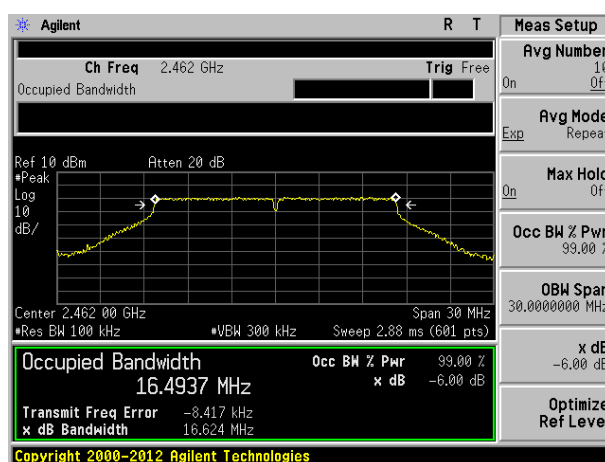 Agilent R T
Ch Freq 2.462 GHz Trig Free
Occupied Bandwidth
Ref 10 dBm Atten 20 dB
#Peak
Log
10
dB/
Center 2.462 00 GHz Span 30 MHz
#Res BW 100 kHz #VBW 300 kHz Sweep 2.88 ms (601 pts)
Occupied Bandwidth Occ BW % Pwr 99.00 %
16.4937 MHz x dB -6.00 dB
Transmit Freq Error -8.417 kHz
x dB Bandwidth 16.624 MHz
Copyright 2000-2012 Agilent Technologies
Meas Setup
Avg Number
10
On Of
Avg Mode
Exp Repea
Max Hold
On Of
Occ BW % Pwr
99.00 %
OBW Span
30.0000000 MHz
x dB
-6.00 dB
Optimize
Ref Leve